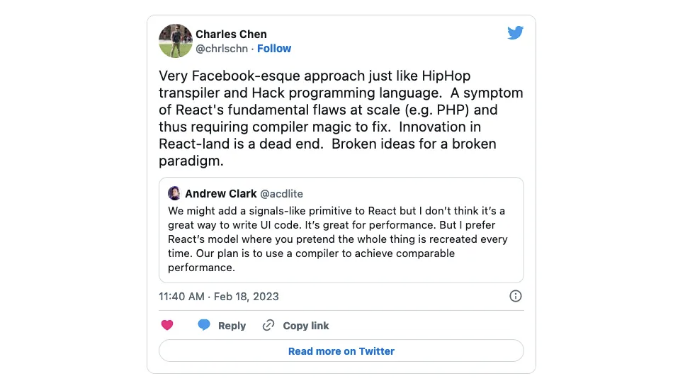 Charles Chen
@chrlschn · Follow
Very Facebook-esque approach just like HipHop
transpiler and Hack programming language.  A symptom
of React's fundamental flaws at scale (e.g. PHP) and
thus requiring compiler magic to fix.  Innovation in
React-land is a dead end.  Broken ideas for a broken
paradigm.
Andrew Clark @acdlite
We might add a signals-like primitive to React but I don't think it's a
great way to write UI code. It's great for performance. But I prefer
React's model where you pretend the whole thing is recreated every
time. Our plan is to use a compiler to achieve comparable
performance.
11:40 AM · Feb 18, 2023
Reply Copy link
Read more on Twitter